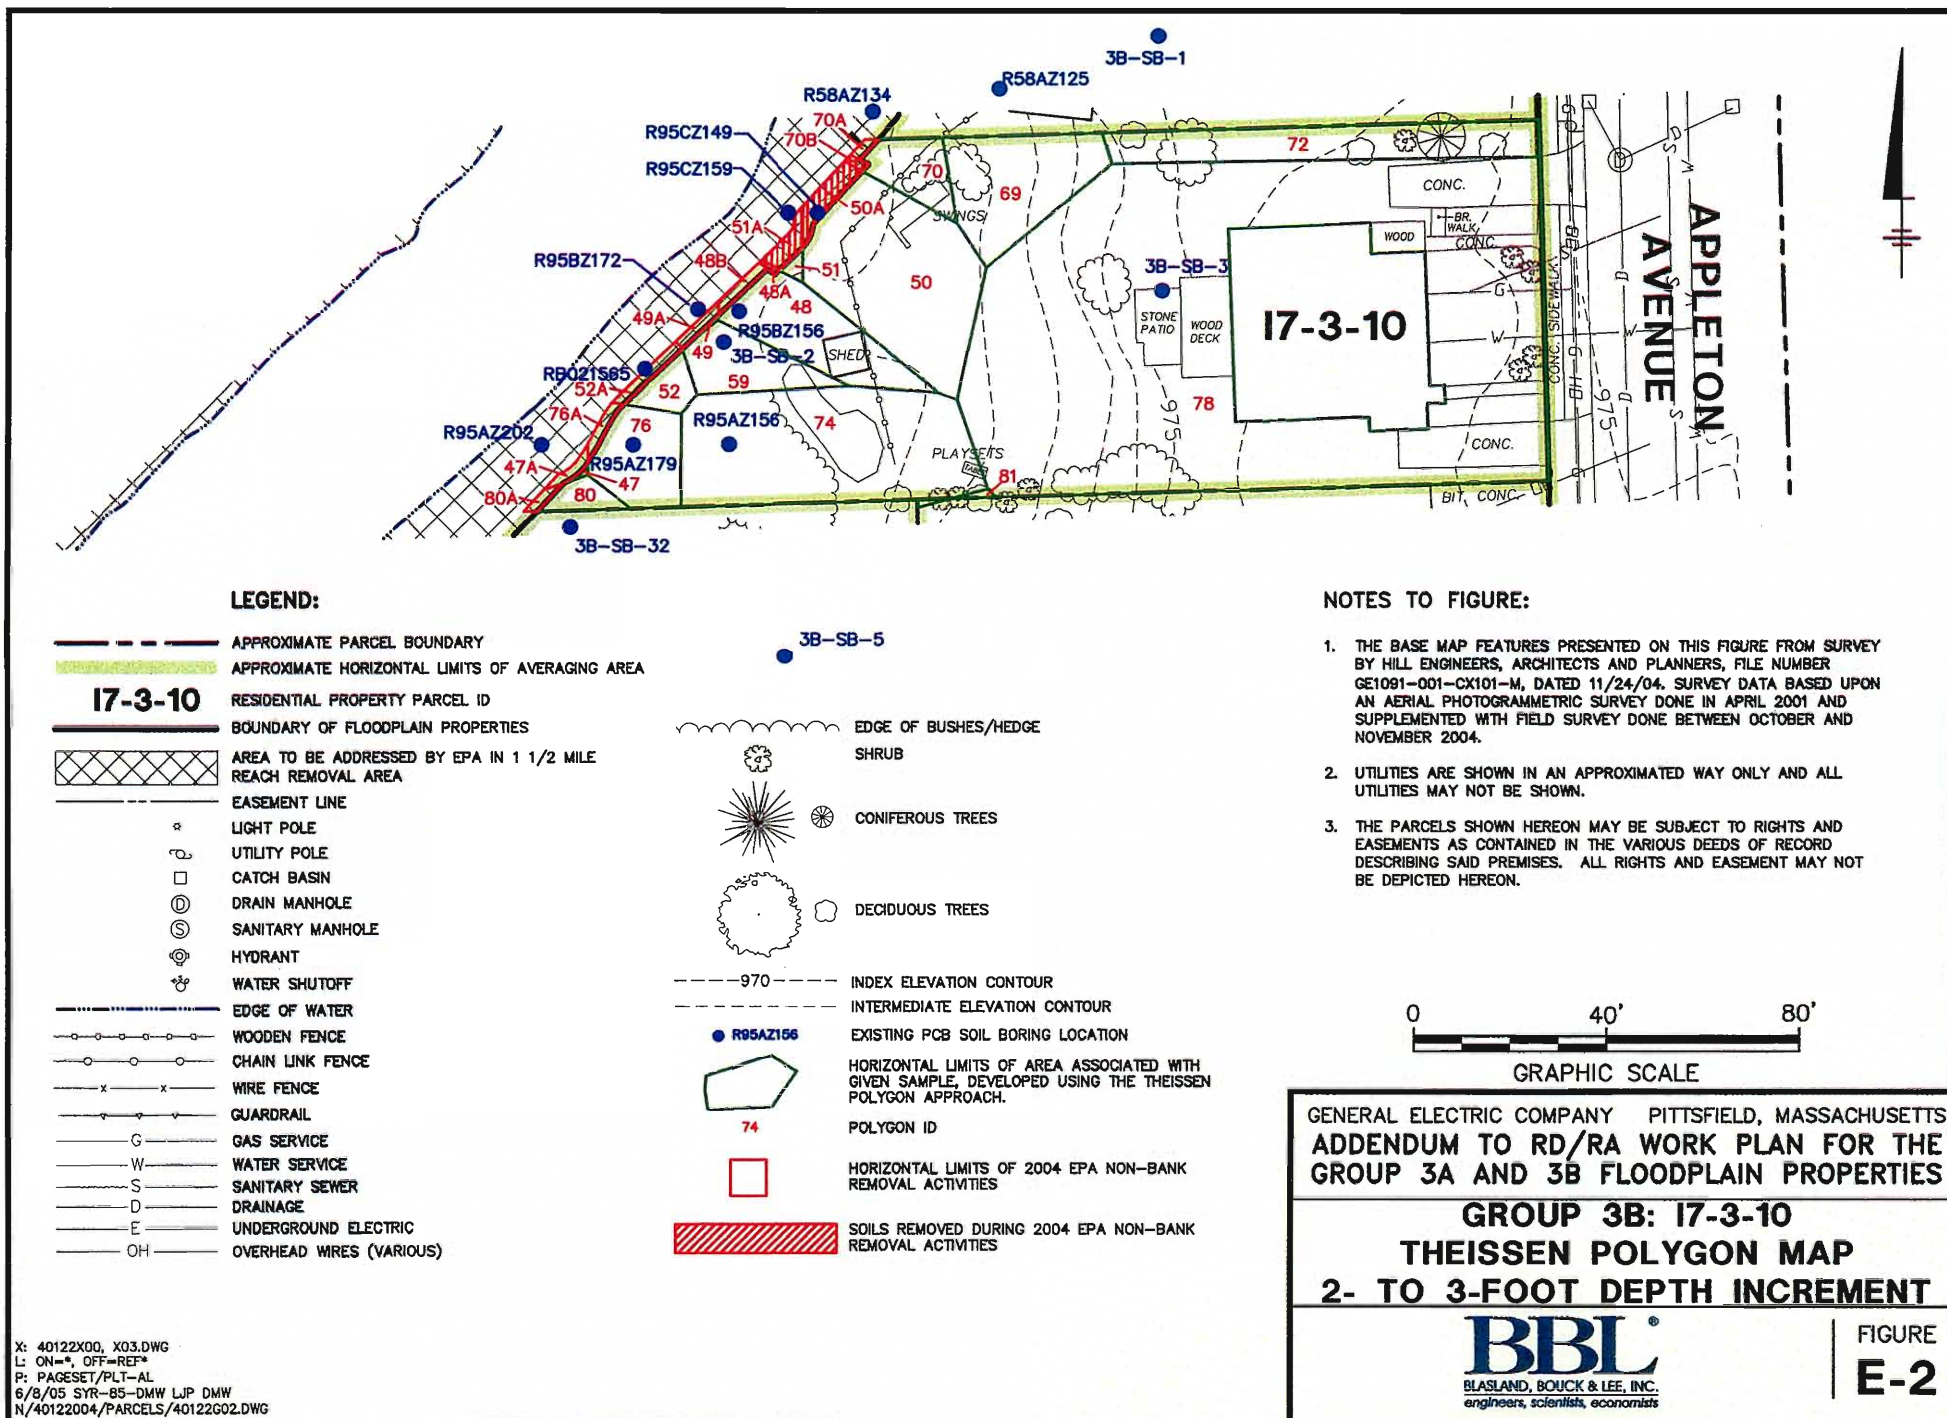 3B-SB-1
R58AZ125
R58AZ134
70A
R95CZ149
70B
72
R95CZ159
70
69
CONC.
50A
SWINGS
BR.
WALK
51A
WOOD
CONC.
APPLETON
AVENUE
R95BZ172
48B
51
3B-SB-3
48A
50
G
CONC. SIDEWALK
48
D
49A
R95BZ156
STONE
PATIO
WOOD
DECK
I7-3-10
W
49
3B-SB-2
SHED
RB021565
59
52A
52
975
78
975
76A
76
R95AZ156
74
R95AZ202
CONC.
47A
R95AZ179
PLAYSETS
47
81
80A
80
BIT. CONC.
3B-SB-32
LEGEND:
APPROXIMATE PARCEL BOUNDARY
APPROXIMATE HORIZONTAL LIMITS OF AVERAGING AREA
I7-3-10 RESIDENTIAL PROPERTY PARCEL ID
BOUNDARY OF FLOODPLAIN PROPERTIES
AREA TO BE ADDRESSED BY EPA IN 1 1/2 MILE
REACH REMOVAL AREA
EASEMENT LINE
LIGHT POLE
UTILITY POLE
CATCH BASIN
D DRAIN MANHOLE
S SANITARY MANHOLE
HYDRANT
WATER SHUTOFF
EDGE OF WATER
WOODEN FENCE
CHAIN LINK FENCE
x x WIRE FENCE
GUARDRAIL
G GAS SERVICE
W WATER SERVICE
S SANITARY SEWER
D DRAINAGE
E UNDERGROUND ELECTRIC
OH OVERHEAD WIRES (VARIOUS)
3B-SB-5
EDGE OF BUSHES/HEDGE
SHRUB
CONIFEROUS TREES
DECIDUOUS TREES
970 INDEX ELEVATION CONTOUR
INTERMEDIATE ELEVATION CONTOUR
R95AZ156 EXISTING PCB SOIL BORING LOCATION
HORIZONTAL LIMITS OF AREA ASSOCIATED WITH
GIVEN SAMPLE, DEVELOPED USING THE THEISSEN
POLYGON APPROACH.
74 POLYGON ID
HORIZONTAL LIMITS OF 2004 EPA NON-BANK
REMOVAL ACTIVITIES
SOILS REMOVED DURING 2004 EPA NON-BANK
REMOVAL ACTIVITIES
NOTES TO FIGURE:
1. THE BASE MAP FEATURES PRESENTED ON THIS FIGURE FROM SURVEY
BY HILL ENGINEERS, ARCHITECTS AND PLANNERS, FILE NUMBER
GE1091-001-CX101-M, DATED 11/24/04. SURVEY DATA BASED UPON
AN AERIAL PHOTOGRAMMETRIC SURVEY DONE IN APRIL 2001 AND
SUPPLEMENTED WITH FIELD SURVEY DONE BETWEEN OCTOBER AND
NOVEMBER 2004.
2. UTILITIES ARE SHOWN IN AN APPROXIMATED WAY ONLY AND ALL
UTILITIES MAY NOT BE SHOWN.
3. THE PARCELS SHOWN HEREON MAY BE SUBJECT TO RIGHTS AND
EASEMENTS AS CONTAINED IN THE VARIOUS DEEDS OF RECORD
DESCRIBING SAID PREMISES. ALL RIGHTS AND EASEMENT MAY NOT
BE DEPICTED HEREON.
0 40' 80'
GRAPHIC SCALE
GENERAL ELECTRIC COMPANY PITTSFIELD, MASSACHUSETTS
ADDENDUM TO RD/RA WORK PLAN FOR THE
GROUP 3A AND 3B FLOODPLAIN PROPERTIES
GROUP 3B: I7-3-10
THEISSEN POLYGON MAP
2- TO 3-FOOT DEPTH INCREMENT
BBL®
BLASLAND, BOUCK & LEE, INC.
engineers, scientists, economists
FIGURE
E-2
X: 40122X00, X03.DWG
L: ON=*, OFF=REF*
P: PAGESET/PLT-AL
6/8/05 SYR-85-DMW LJP DMW
N/40122004/PARCELS/40122G02.DWG